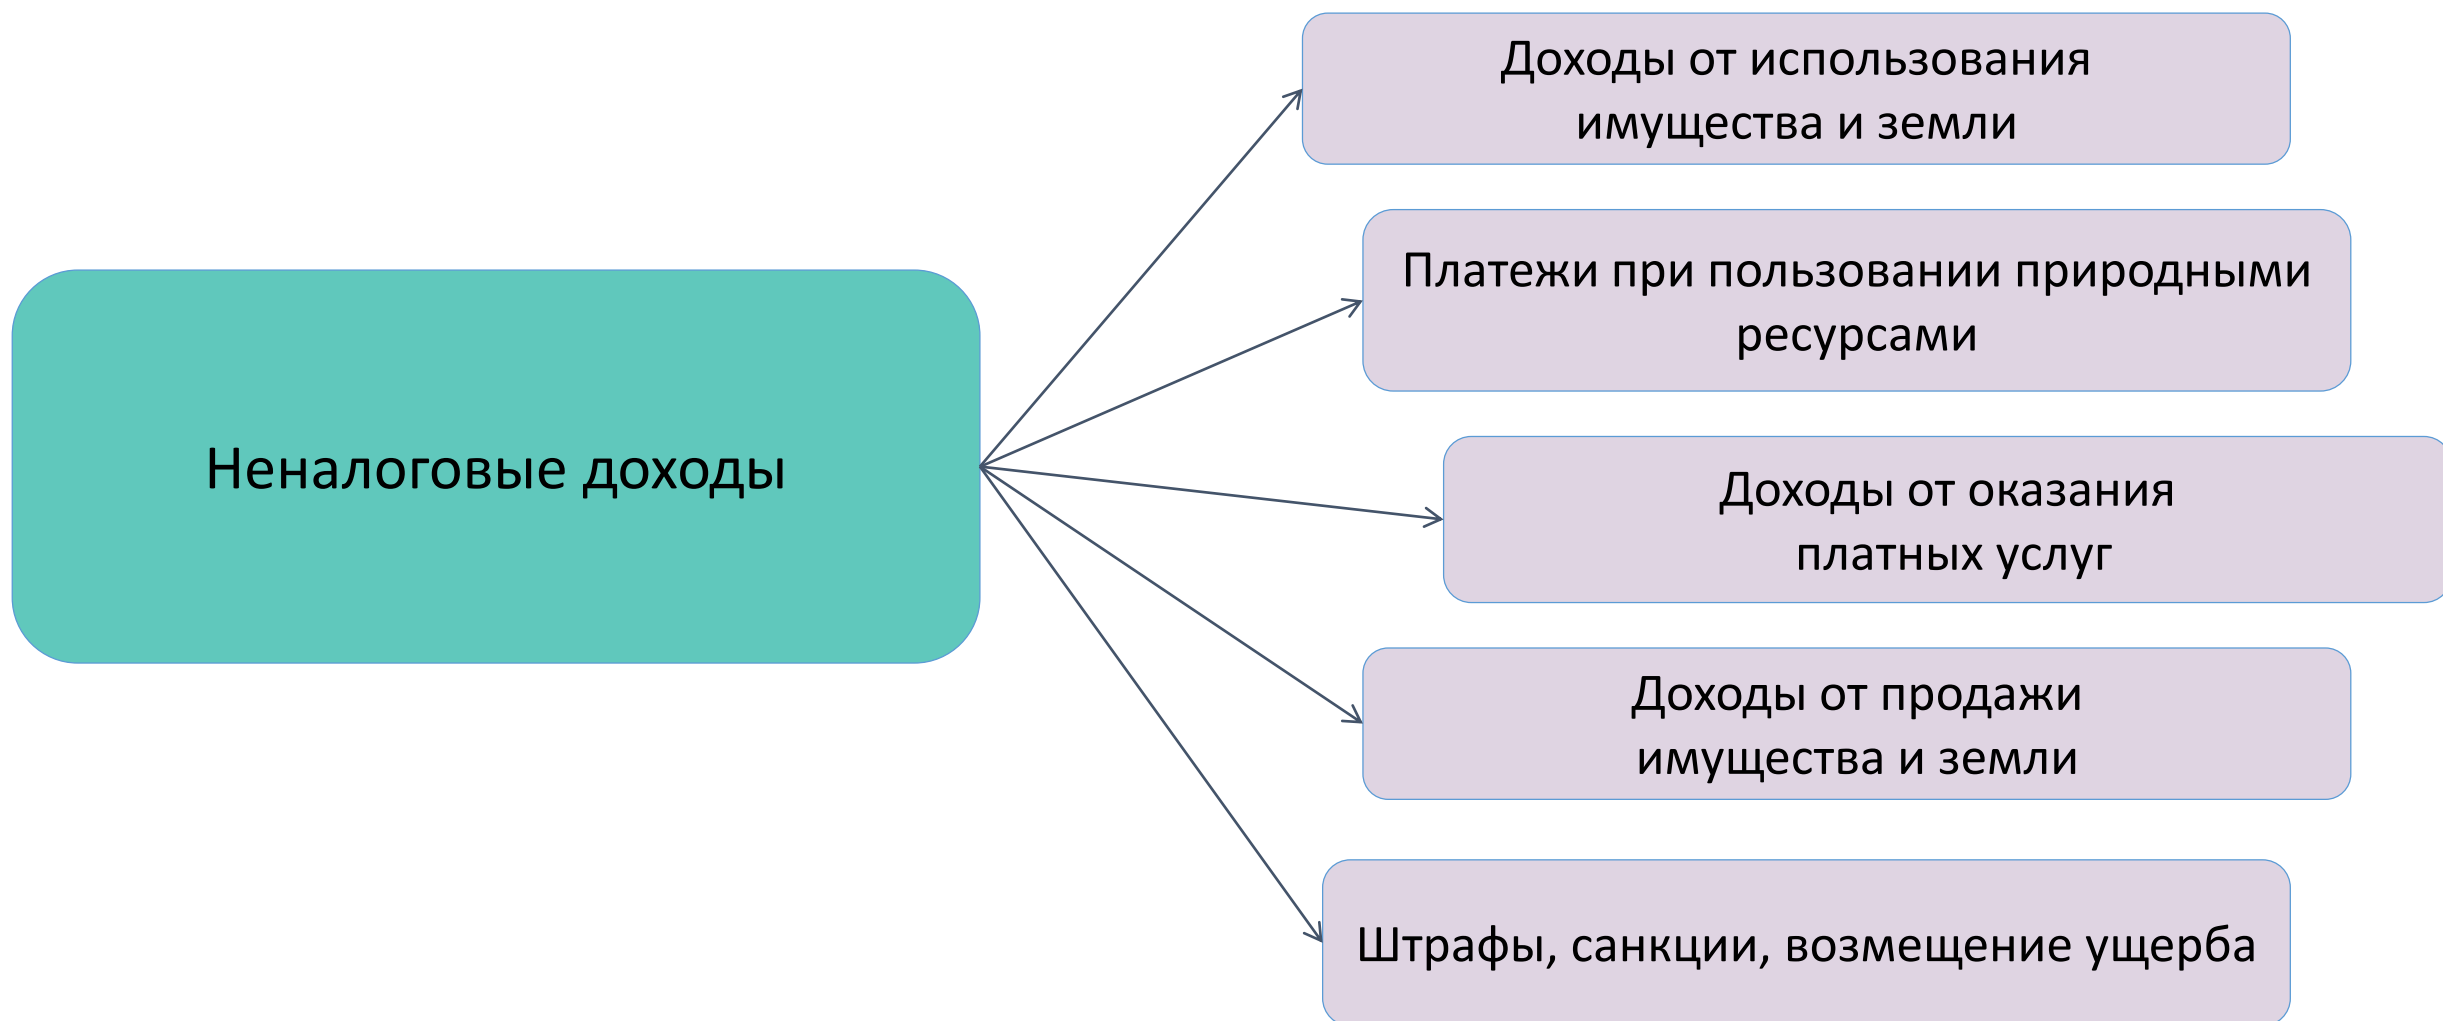 Неналоговые доходы
Доходы от использования
имущества и земли
Платежи при пользовании природными
ресурсами
Доходы от оказания
платных услуг
Доходы от продажи
имущества и земли
Штрафы, санкции, возмещение ущерба